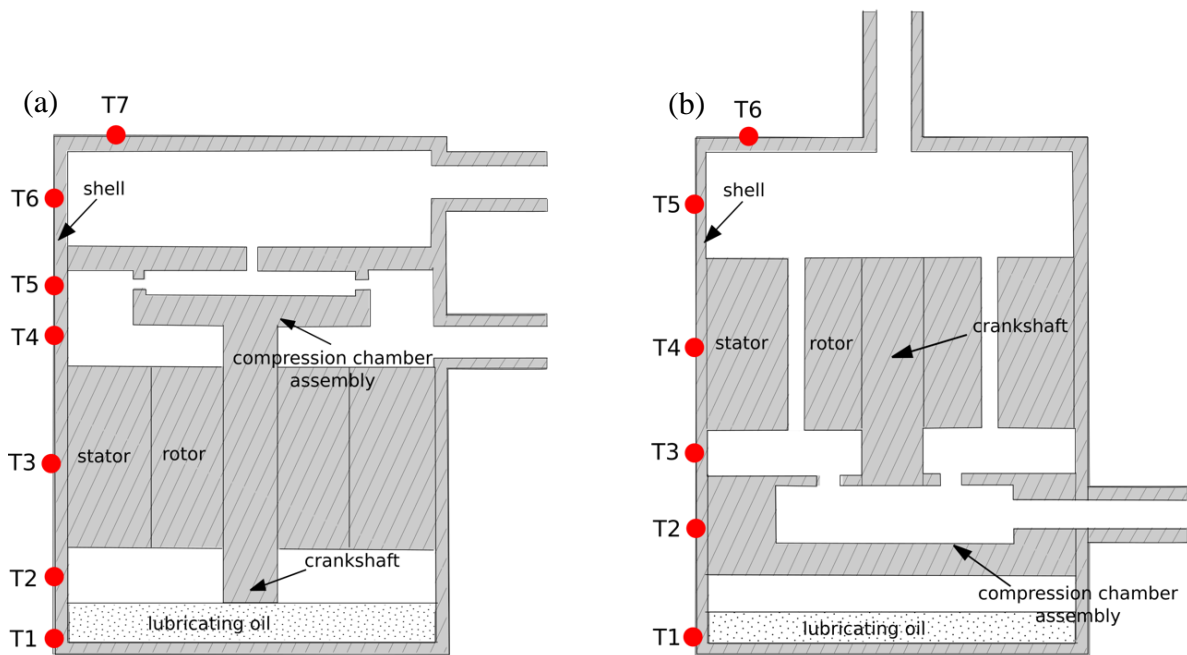 (a)
T7
T6
shell
T5
T4
compression chamber
assembly
T3
stator
rotor
T2
crankshaft
lubricating oil
T1
(b)
T6
T5
shell
T4
stator
rotor
crankshaft
T3
T2
compression chamber
assembly
T1
lubricating oil